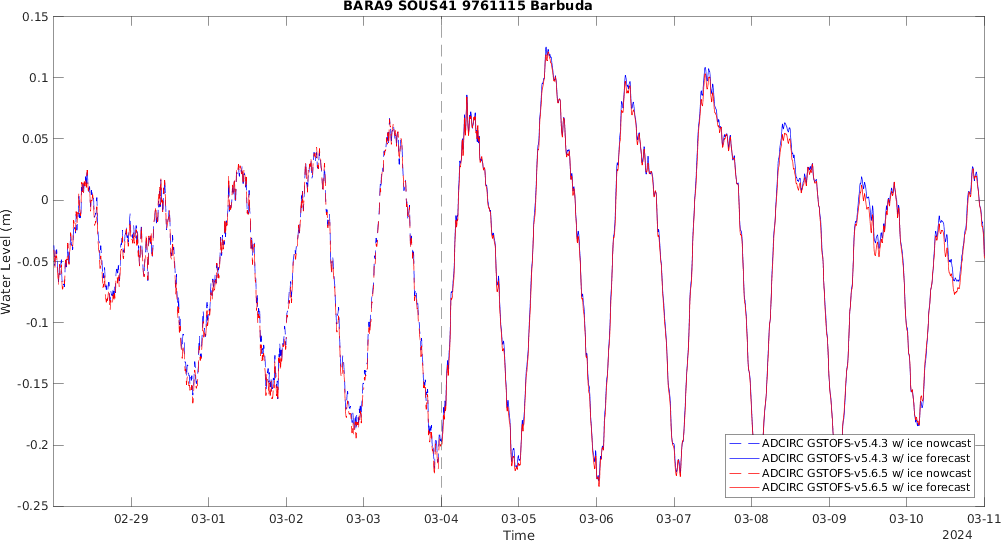 BARA9 SOUS41 9761115 Barbuda
0.15
0.1
0.05
0
-0.05
-0.1
-0.15
-0.2
-0.25
Water Level (m)
ADCIRC GSTOFS-v5.4.3 w/ ice nowcast
ADCIRC GSTOFS-v5.4.3 w/ ice forecast
ADCIRC GSTOFS-v5.6.5 w/ ice nowcast
ADCIRC GSTOFS-v5.6.5 w/ ice forecast
02-29 03-01 03-02 03-03 03-04 03-05 03-06 03-07 03-08 03-09 03-10 03-11
Time
2024